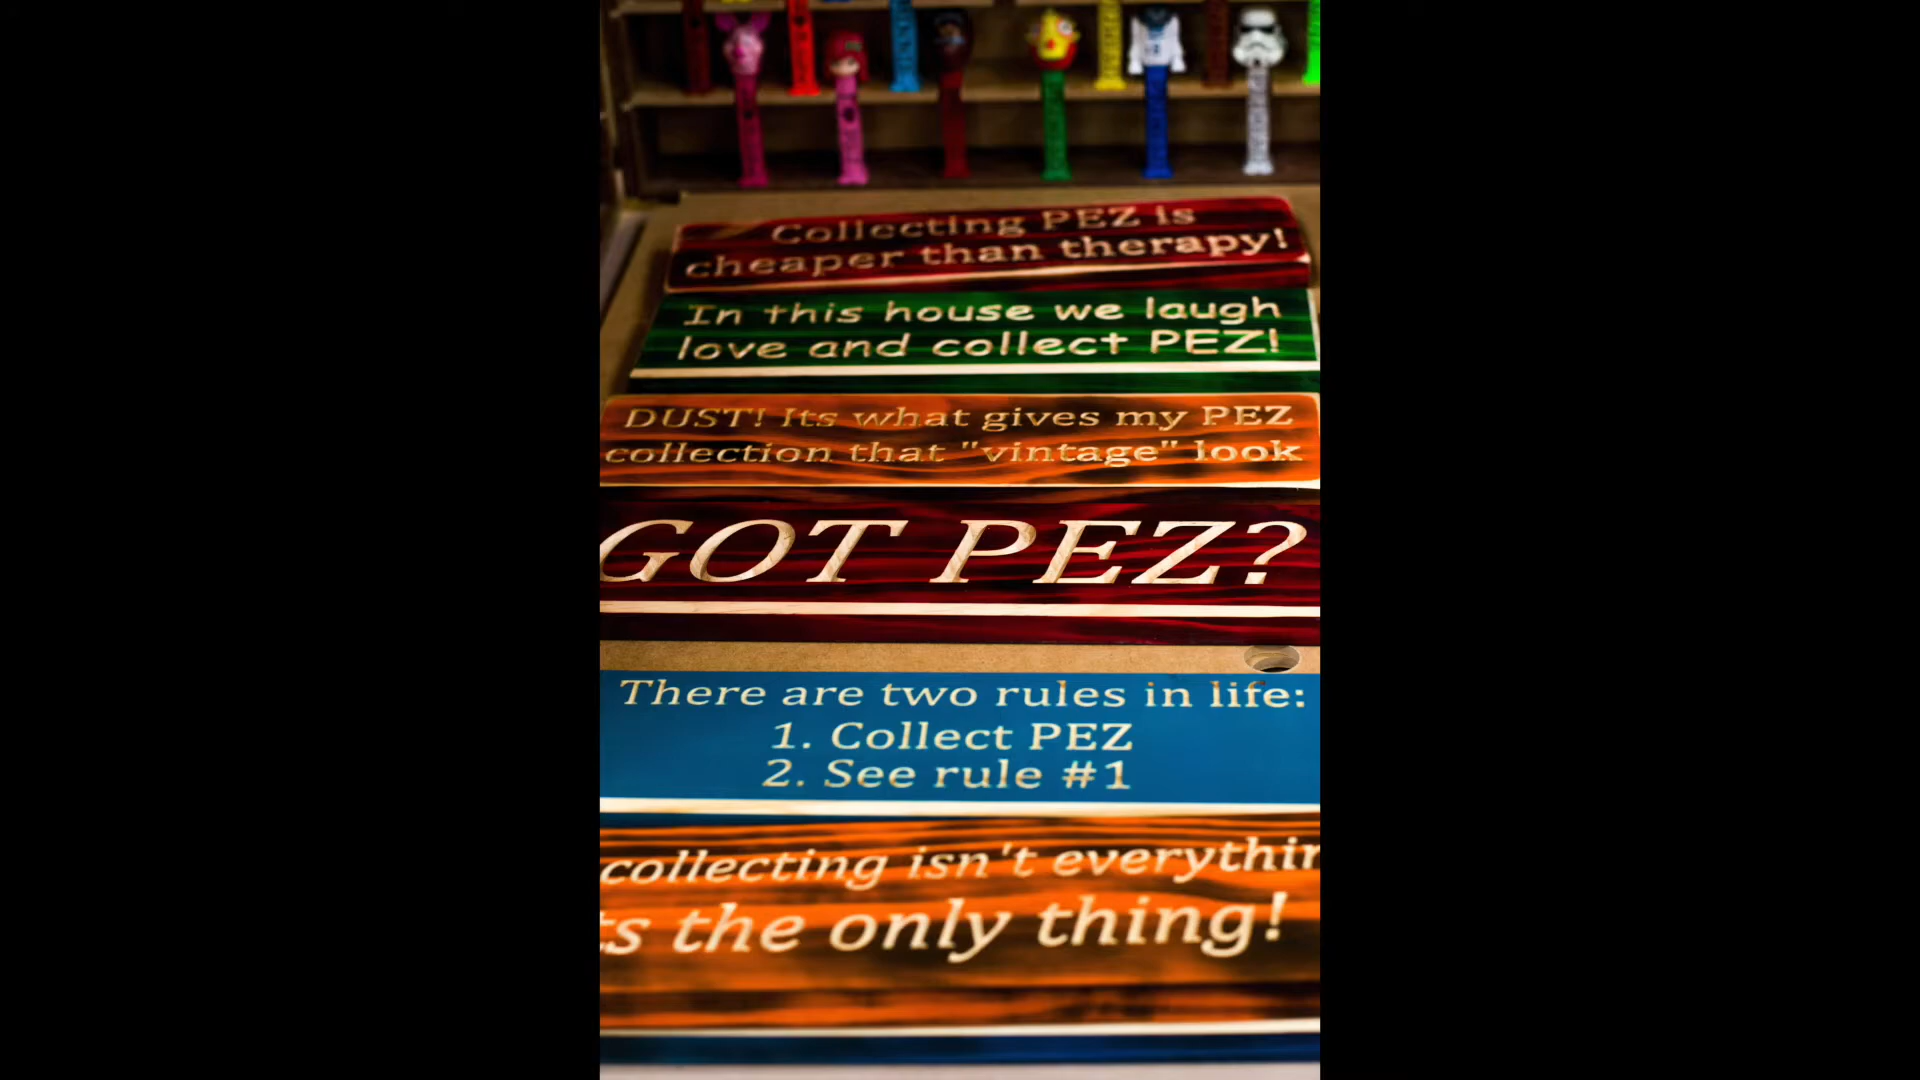 Collecting PEZ is
cheaper than therapy!
In this house we laugh
love and collect PEZ!
DUST! Its what gives my PEZ
collection that "vintage" look
GOT PEZ?
There are two rules in life:
1. Collect PEZ
2. See rule #1
collecting isn't everythin
ts the only thing!